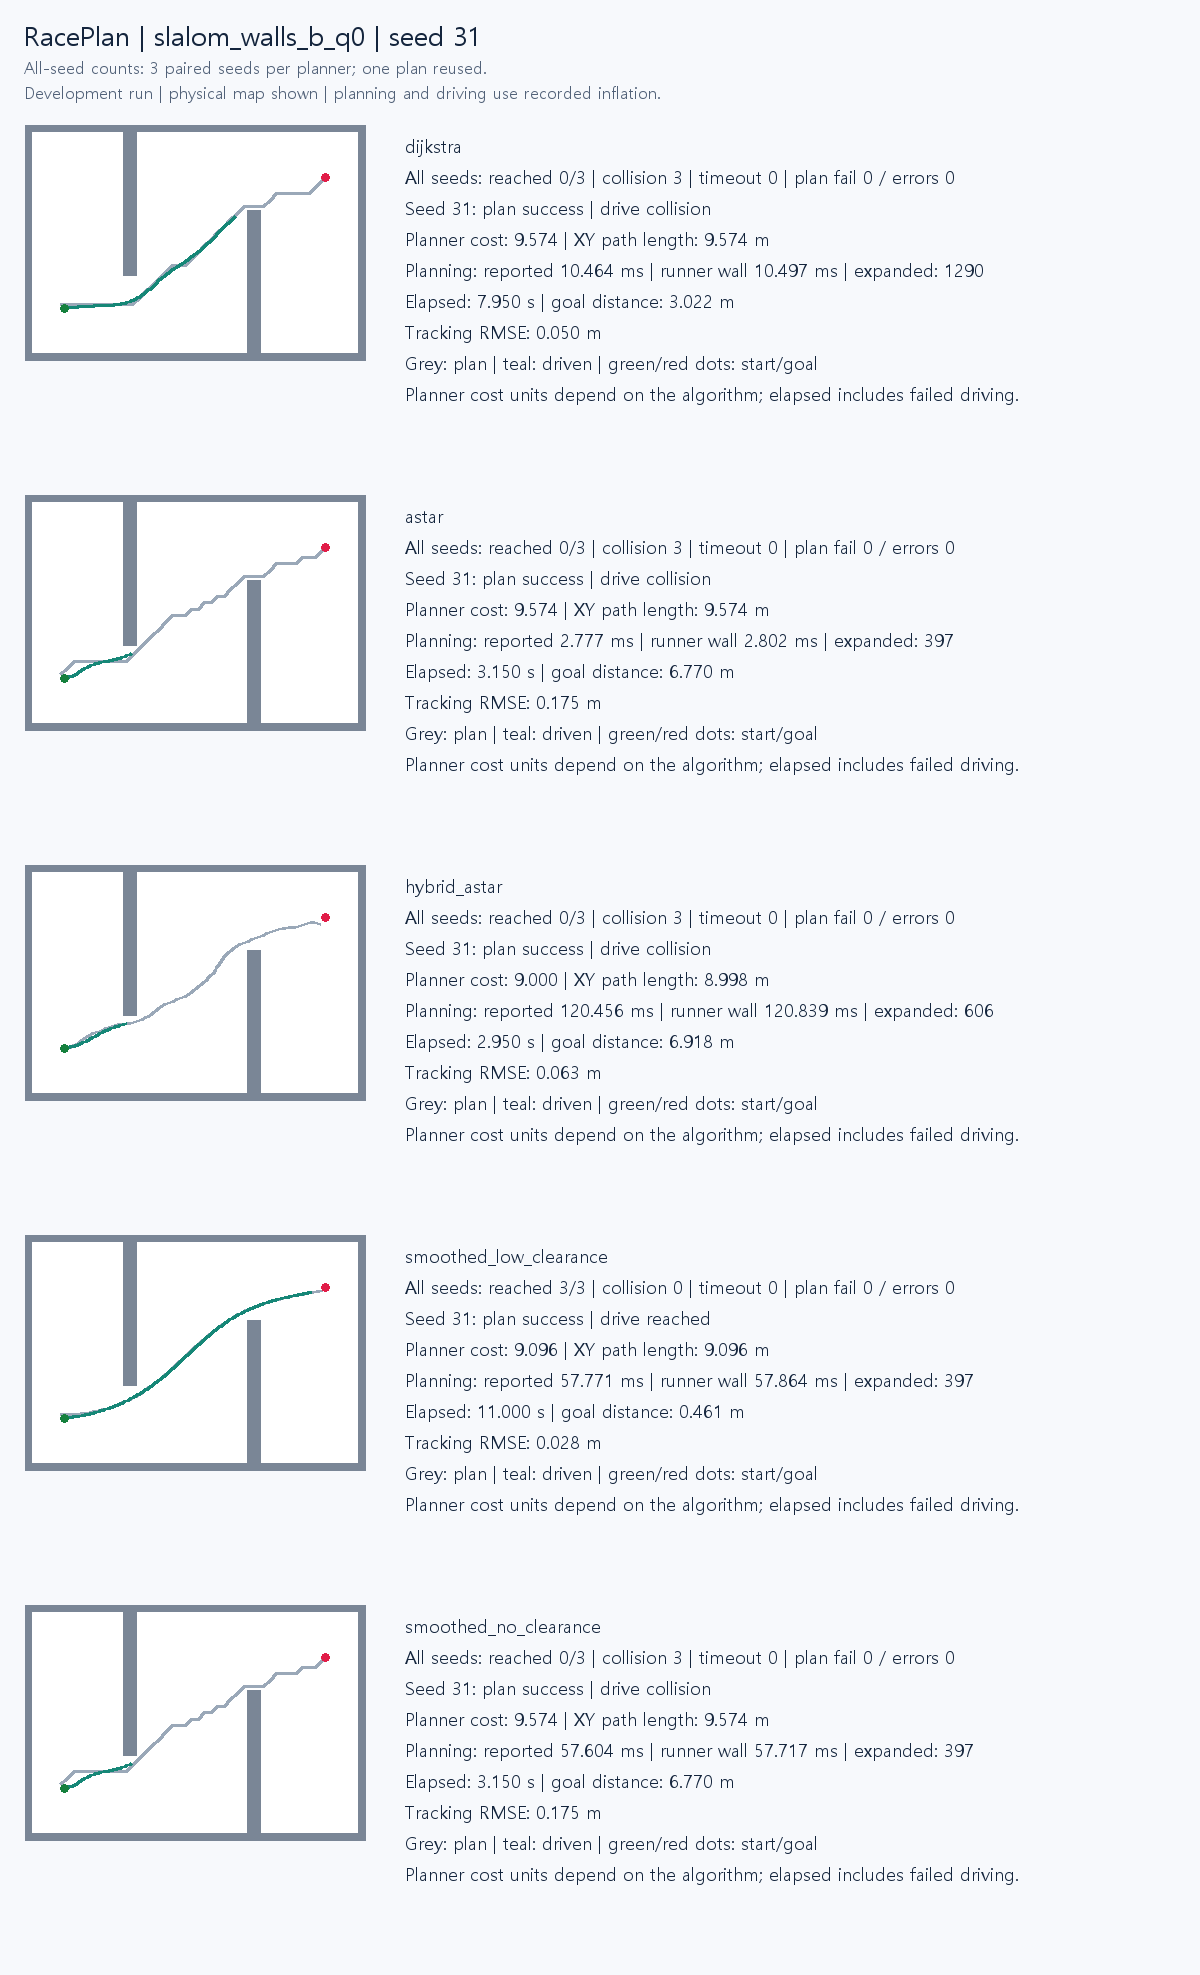 RacePlan | slalom_walls_b_q0 | seed 31
All-seed counts: 3 paired seeds per planner; one plan reused.
Development run | physical map shown | planning and driving use recorded inflation.
dijkstra
All seeds: reached 0/3 | collision 3 | timeout 0 | plan fail 0 / errors 0
Seed 31: plan success | drive collision
Planner cost: 9.574 | XY path length: 9.574 m
Planning: reported 10.464 ms | runner wall 10.497 ms | expanded: 1290
Elapsed: 7.950 s | goal distance: 3.022 m
Tracking RMSE: 0.050 m
Grey: plan | teal: driven | green/red dots: start/goal
Planner cost units depend on the algorithm; elapsed includes failed driving.
astar
All seeds: reached 0/3 | collision 3 | timeout 0 | plan fail 0 / errors 0
Seed 31: plan success | drive collision
Planner cost: 9.574 | XY path length: 9.574 m
Planning: reported 2.777 ms | runner wall 2.802 ms | expanded: 397
Elapsed: 3.150 s | goal distance: 6.770 m
Tracking RMSE: 0.175 m
Grey: plan | teal: driven | green/red dots: start/goal
Planner cost units depend on the algorithm; elapsed includes failed driving.
hybrid_astar
All seeds: reached 0/3 | collision 3 | timeout 0 | plan fail 0 / errors 0
Seed 31: plan success | drive collision
Planner cost: 9.000 | XY path length: 8.998 m
Planning: reported 120.456 ms | runner wall 120.839 ms | expanded: 606
Elapsed: 2.950 s | goal distance: 6.918 m
Tracking RMSE: 0.063 m
Grey: plan | teal: driven | green/red dots: start/goal
Planner cost units depend on the algorithm; elapsed includes failed driving.
smoothed_low_clearance
All seeds: reached 3/3 | collision 0 | timeout 0 | plan fail 0 / errors 0
Seed 31: plan success | drive reached
Planner cost: 9.096 | XY path length: 9.096 m
Planning: reported 57.771 ms | runner wall 57.864 ms | expanded: 397
Elapsed: 11.000 s | goal distance: 0.461 m
Tracking RMSE: 0.028 m
Grey: plan | teal: driven | green/red dots: start/goal
Planner cost units depend on the algorithm; elapsed includes failed driving.
smoothed_no_clearance
All seeds: reached 0/3 | collision 3 | timeout 0 | plan fail 0 / errors 0
Seed 31: plan success | drive collision
Planner cost: 9.574 | XY path length: 9.574 m
Planning: reported 57.604 ms | runner wall 57.717 ms | expanded: 397
Elapsed: 3.150 s | goal distance: 6.770 m
Tracking RMSE: 0.175 m
Grey: plan | teal: driven | green/red dots: start/goal
Planner cost units depend on the algorithm; elapsed includes failed driving.